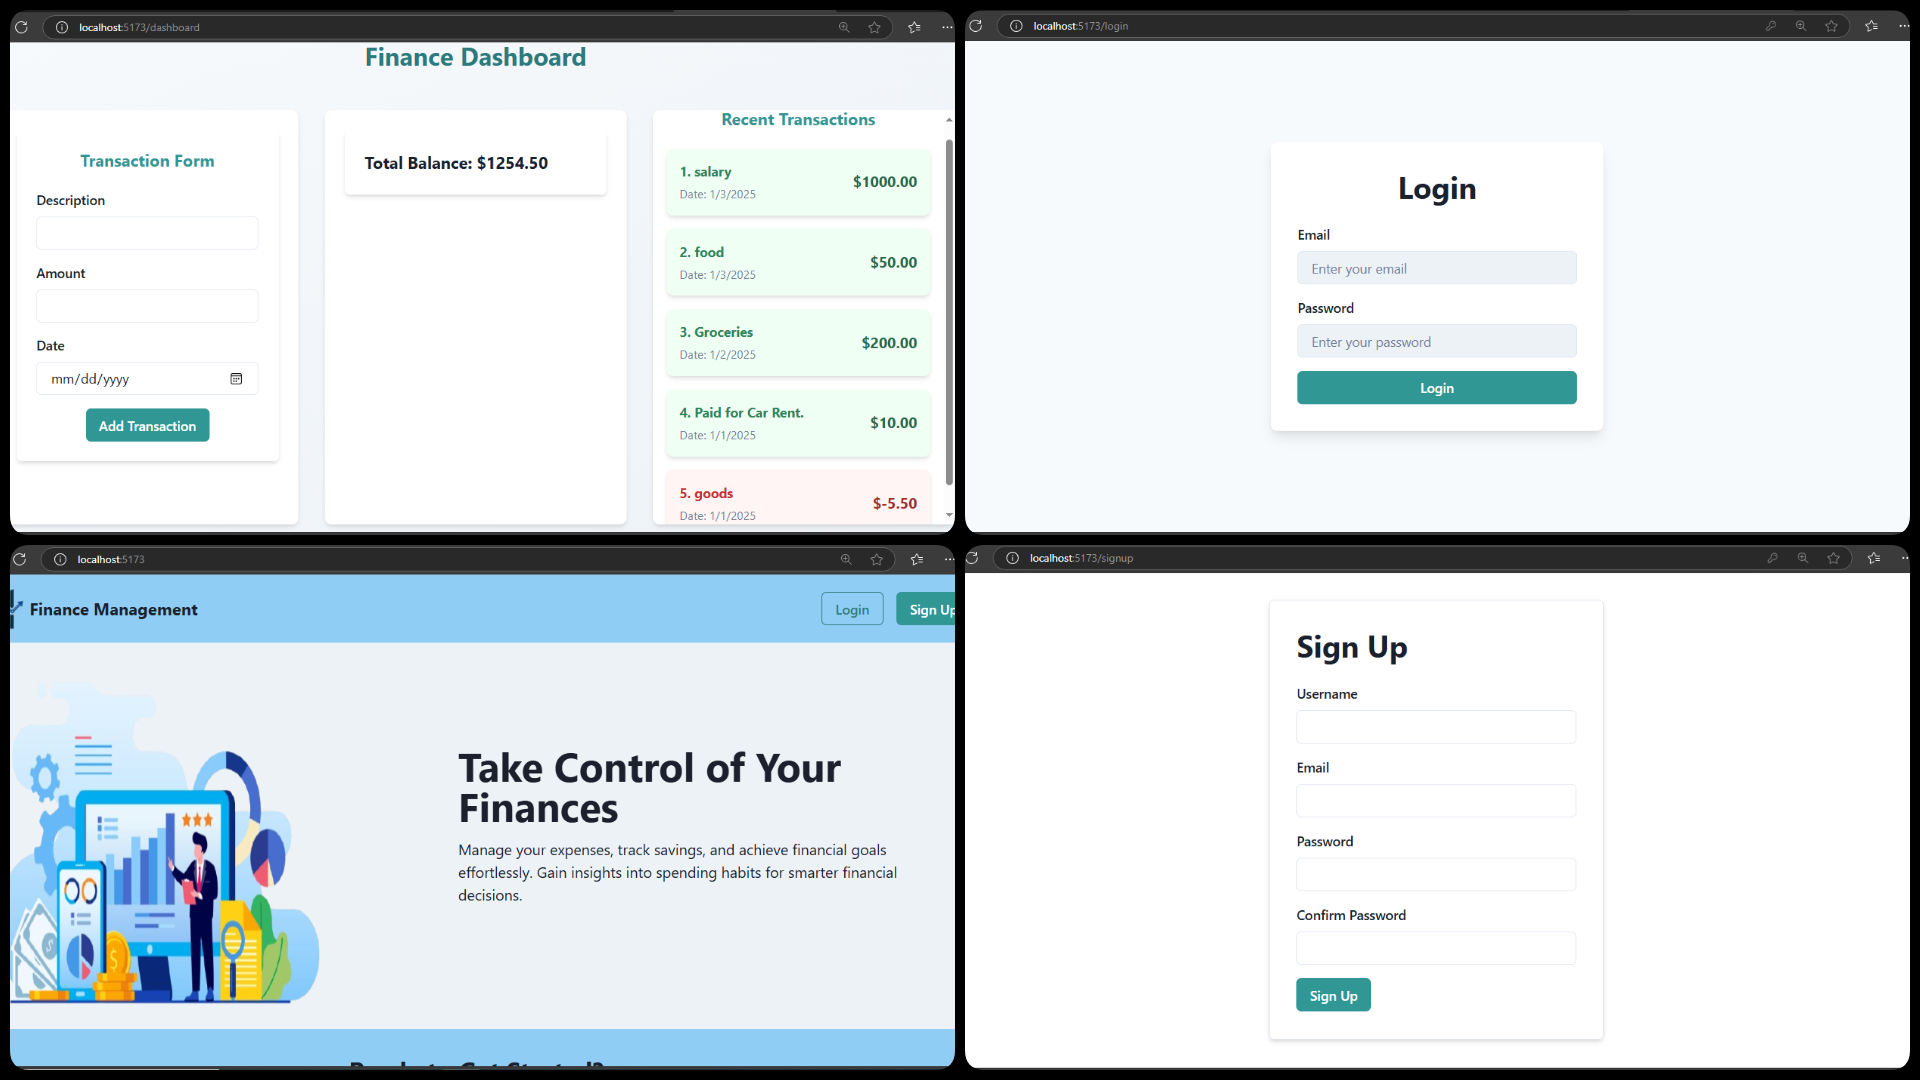 localhost:5173/dashboard
Finance Dashboard
Transaction Form
Description
Amount
Date
mm/dd/yyyy
Add Transaction
Total Balance: $1254.50
Recent Transactions
1. salary
Date: 1/3/2025
$1000.00
2. food
Date: 1/3/2025
$50.00
3. Groceries
Date: 1/2/2025
$200.00
4. Paid for Car Rent.
Date: 1/1/2025
$10.00
5. goods
Date: 1/1/2025
$-5.50
localhost:5173/login
Login
Email
Enter your email
Password
Enter your password
Login
localhost:5173
Finance Management
Login
Sign Up
Take Control of Your
Finances
Manage your expenses, track savings, and achieve financial goals
effortlessly. Gain insights into spending habits for smarter financial
decisions.
localhost:5173/signup
Sign Up
Username
Email
Password
Confirm Password
Sign Up